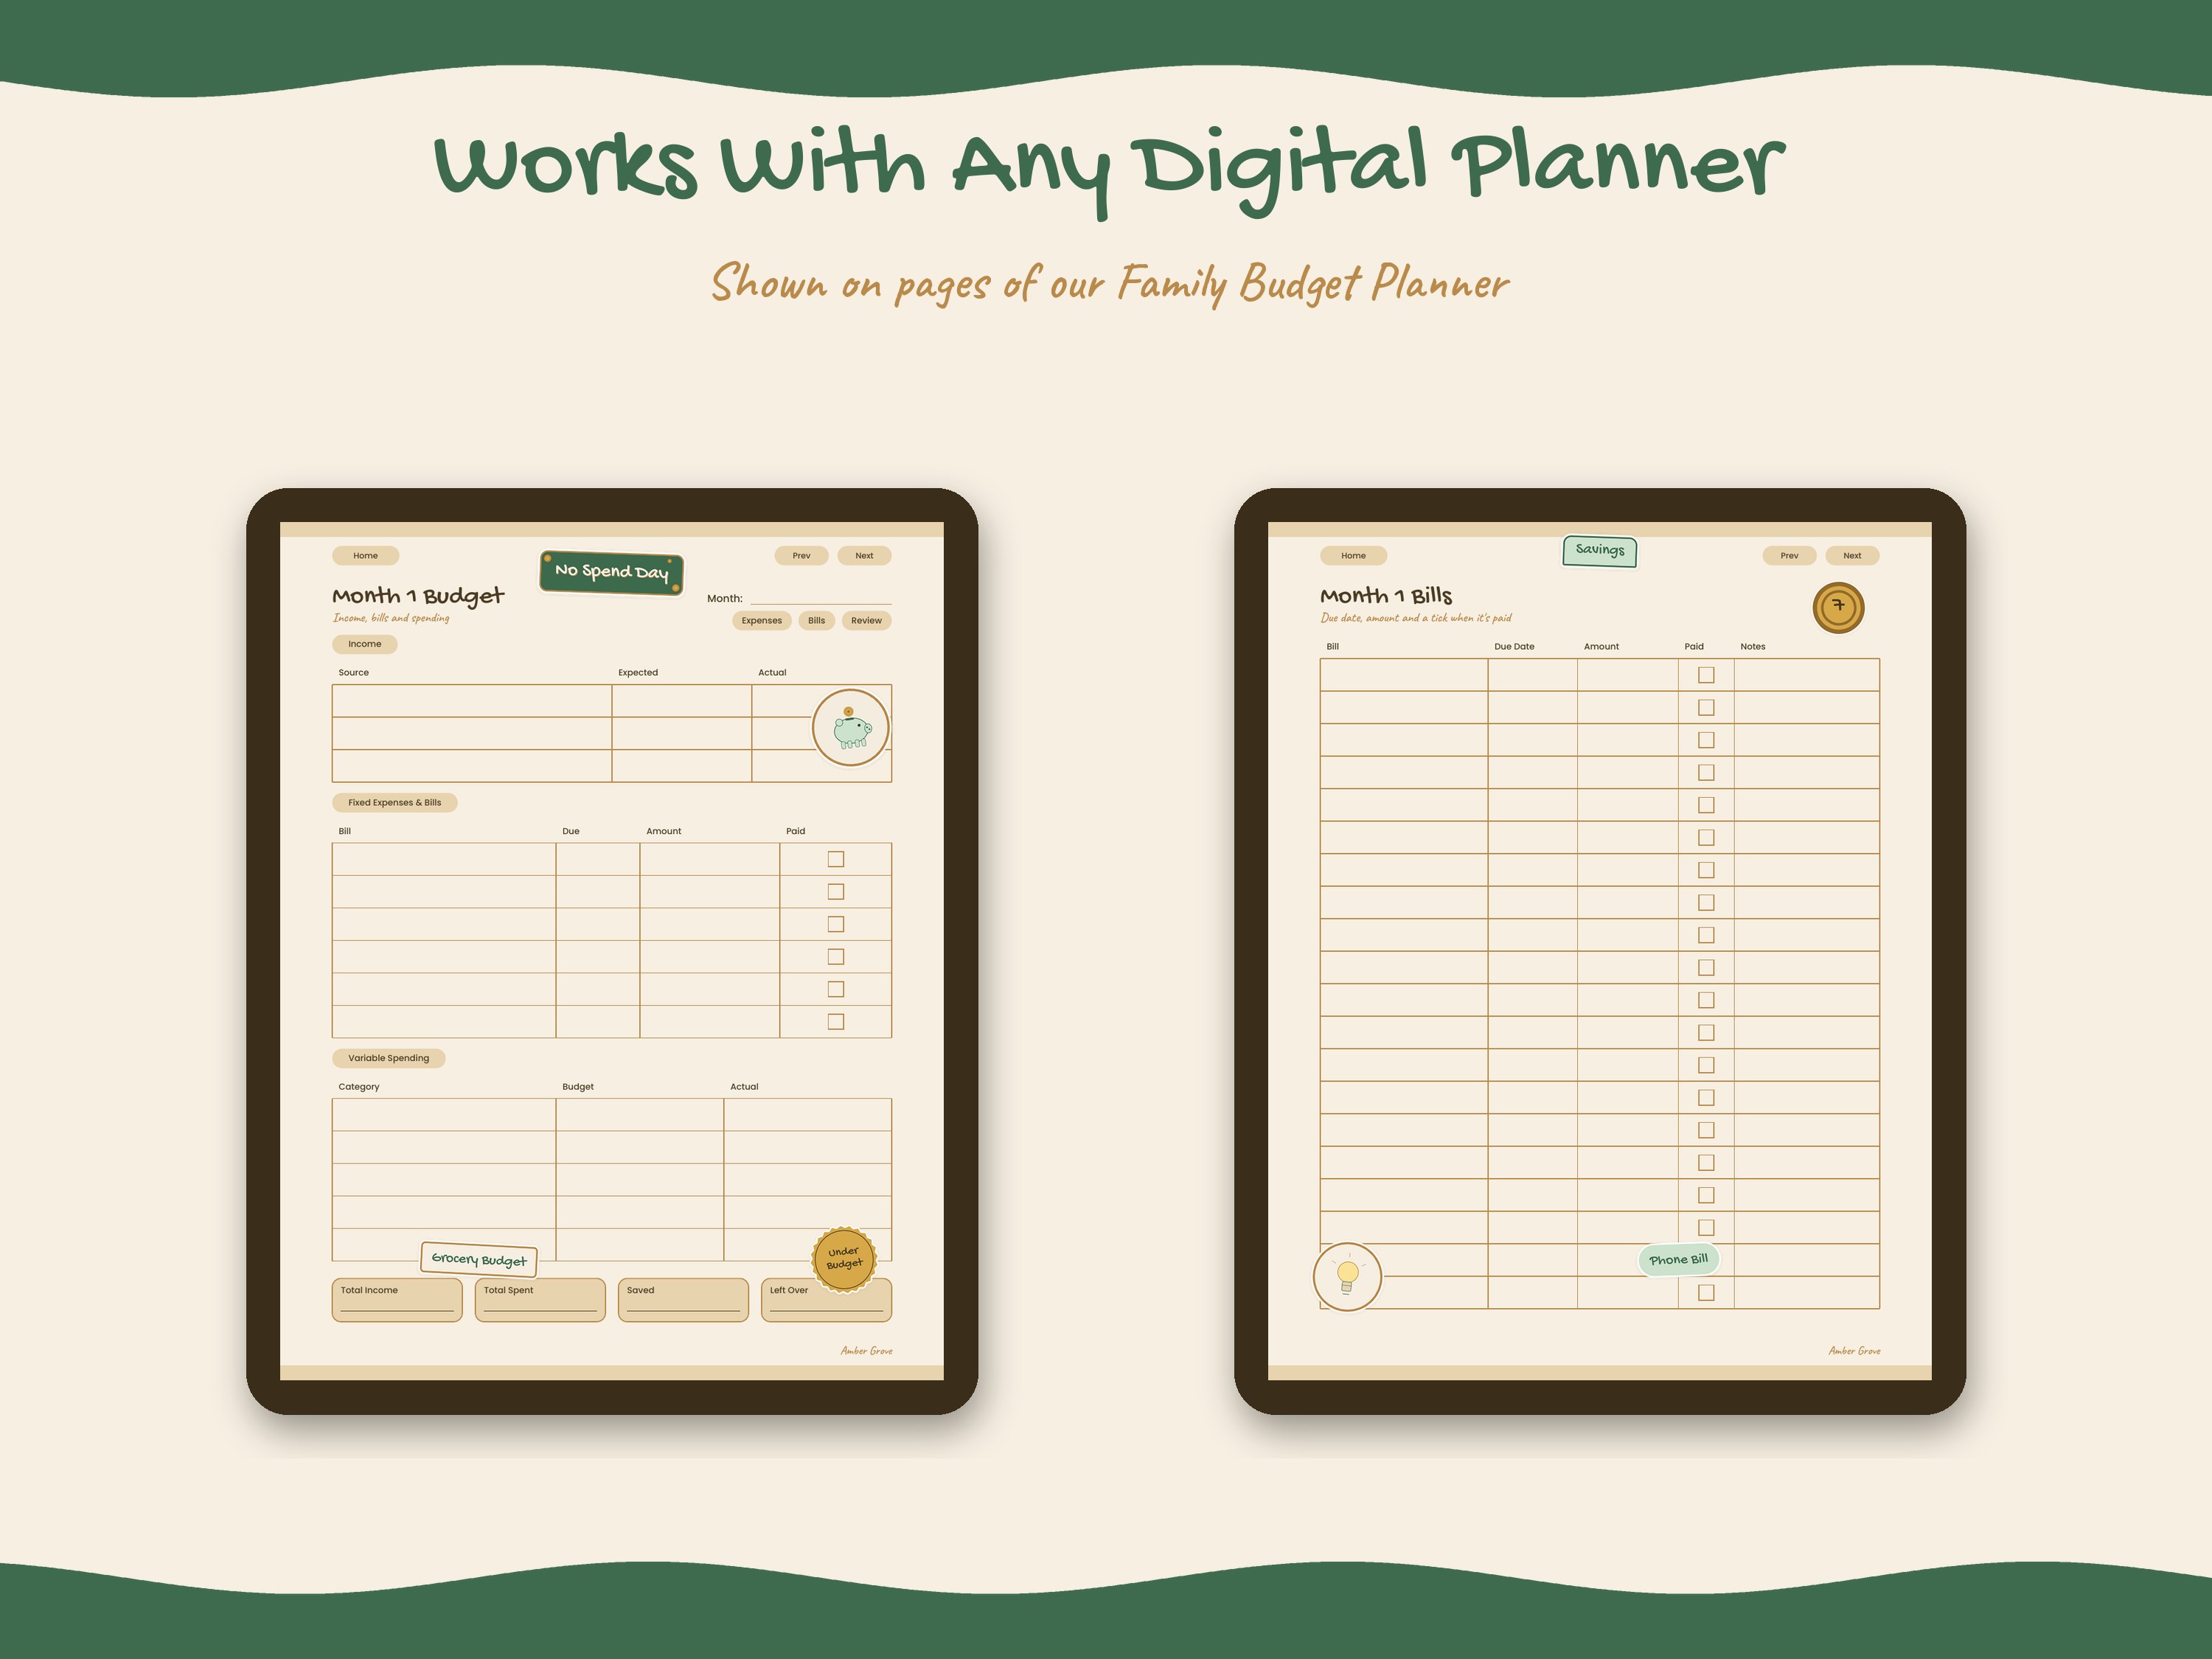 Works With Any Digital Planner
Shown on pages of our Family Budget Planner
Home
No Spend Day
Prev
Next
Month 1 Budget
Month:
Income, bills and spending
Expenses
Bills
Review
Income
Source
Expected
Actual
Fixed Expenses & Bills
Bill
Due
Amount
Paid
Variable Spending
Category
Budget
Actual
Grocery Budget
Under
Budget
Total Income
Total Spent
Saved
Left Over
Amber Grove
Home
Savings
Prev
Next
Month 1 Bills
7
Due date, amount and a tick when it's paid
Bill
Due Date
Amount
Paid
Notes
Phone Bill
Amber Grove